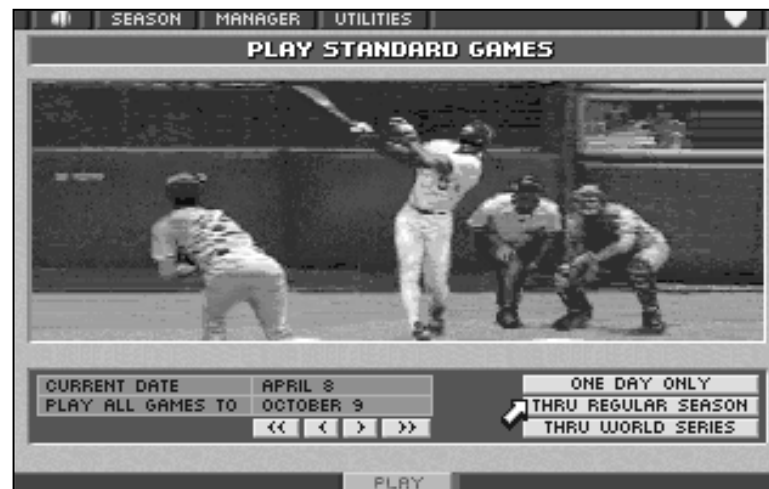 SEASON MANAGER UTILITIES
PLAY STANDARD GAMES
CURRENT DATE APRIL 8
PLAY ALL GAMES TO OCTOBER 9
<< < > >>
ONE DAY ONLY
THRU REGULAR SEASON
THRU WORLD SERIES
PLAY